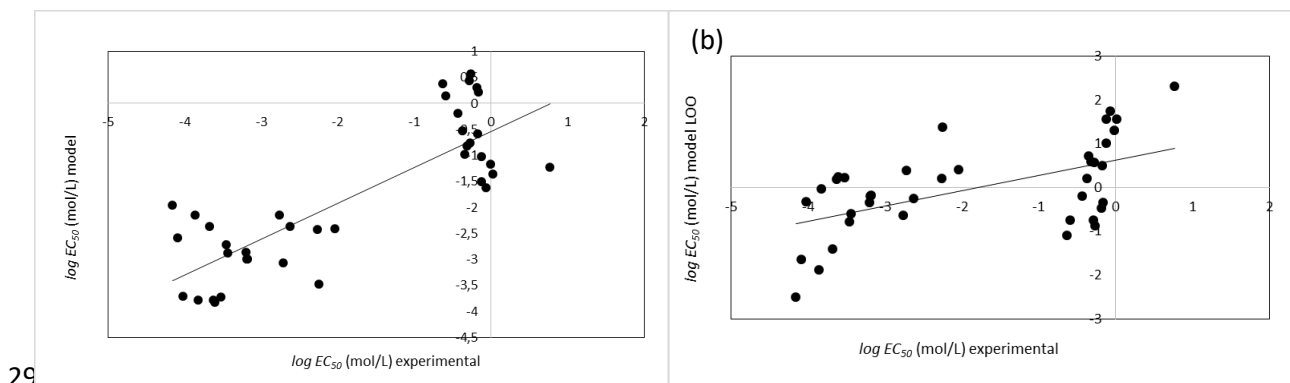 1
0,5
0
-5 -4 -3 -2 -1 0 1 2
-0,5
-1
-1,5
-2
-2,5
-3
-3,5
-4
-4,5
log EC50 (mol/L) model
log EC50 (mol/L) experimental
(b)
3
2
1
0
-5 -4 -3 -2 -1 0 1 2
-1
-2
-3
log EC50 (mol/L) model LOO
log EC50 (mol/L) experimental